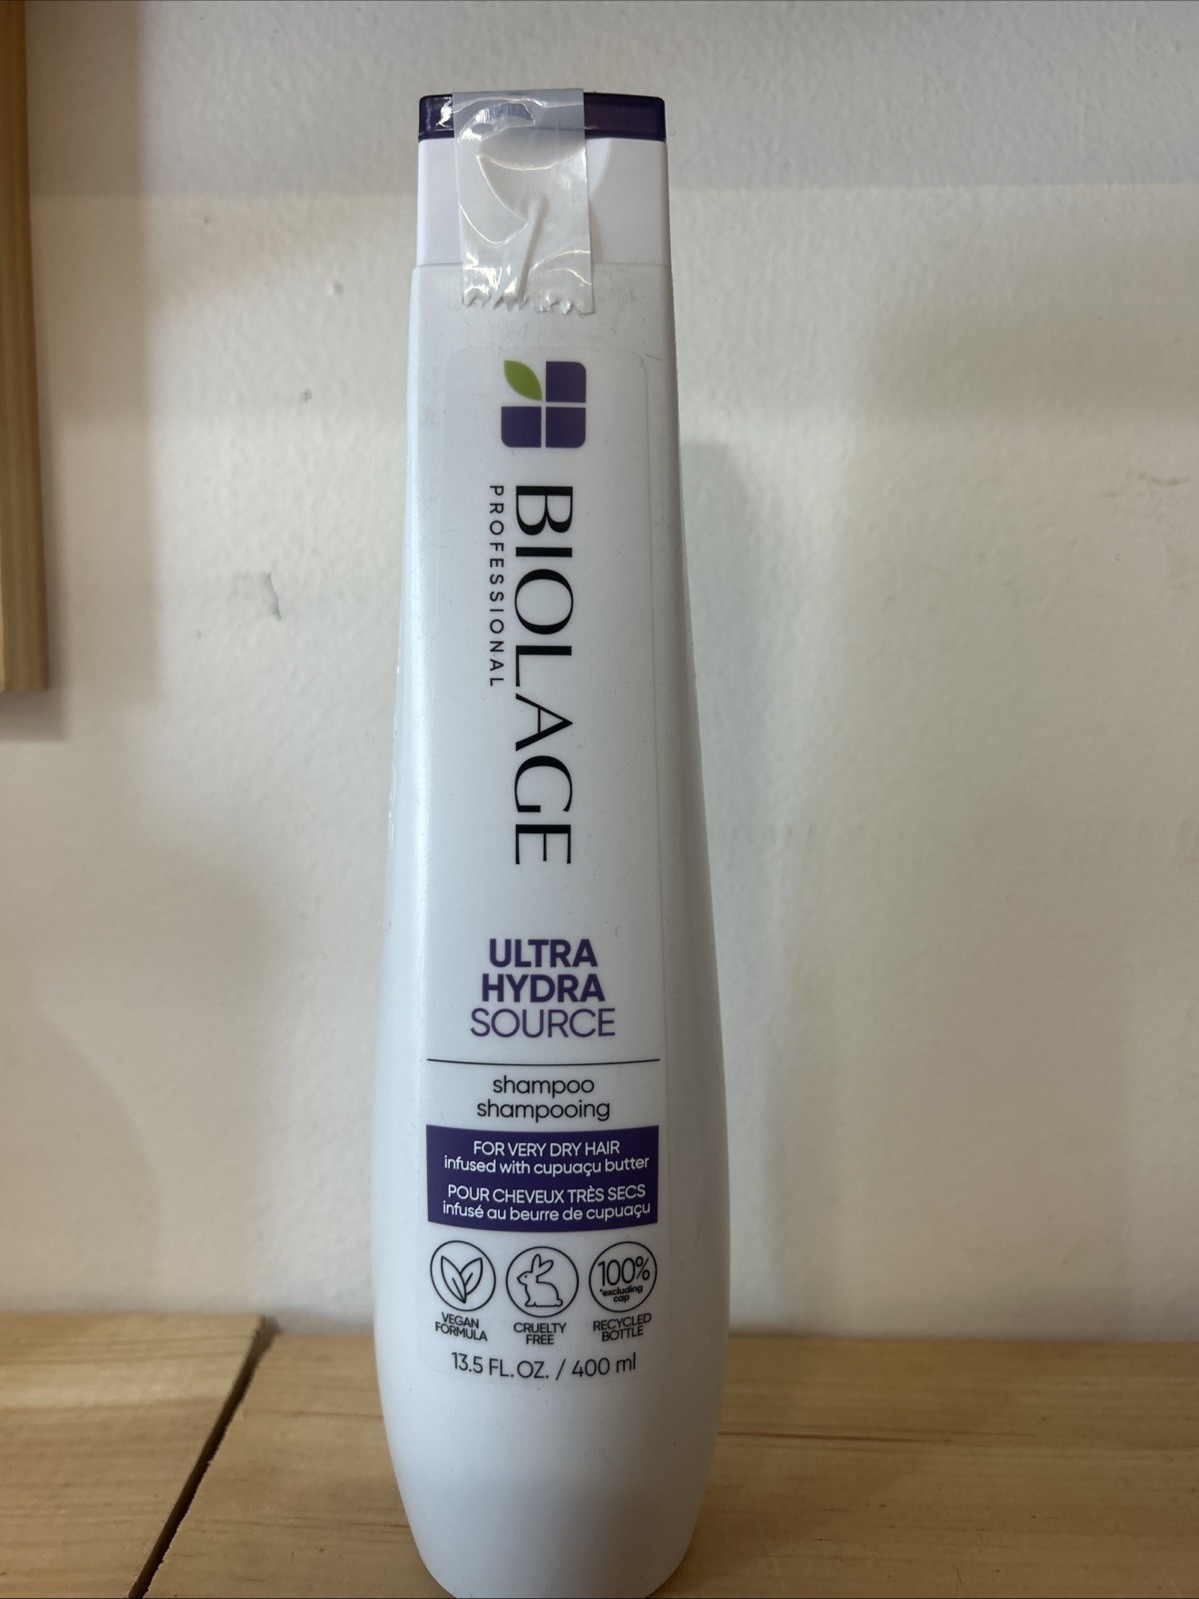 BIOLAGE
PROFESSIONAL
ULTRA
HYDRA
SOURCE
shampoo
shampooing
FOR VERY DRY HAIR
infused with cupuaçu butter
POUR CHEVEUX TRÈS SECS
infusé au beurre de cupuaçu
VEGAN
FORMULA
CRUELTY
FREE
100%
*excluding
cap
RECYCLED
BOTTLE
13.5 FL.OZ. / 400 ml